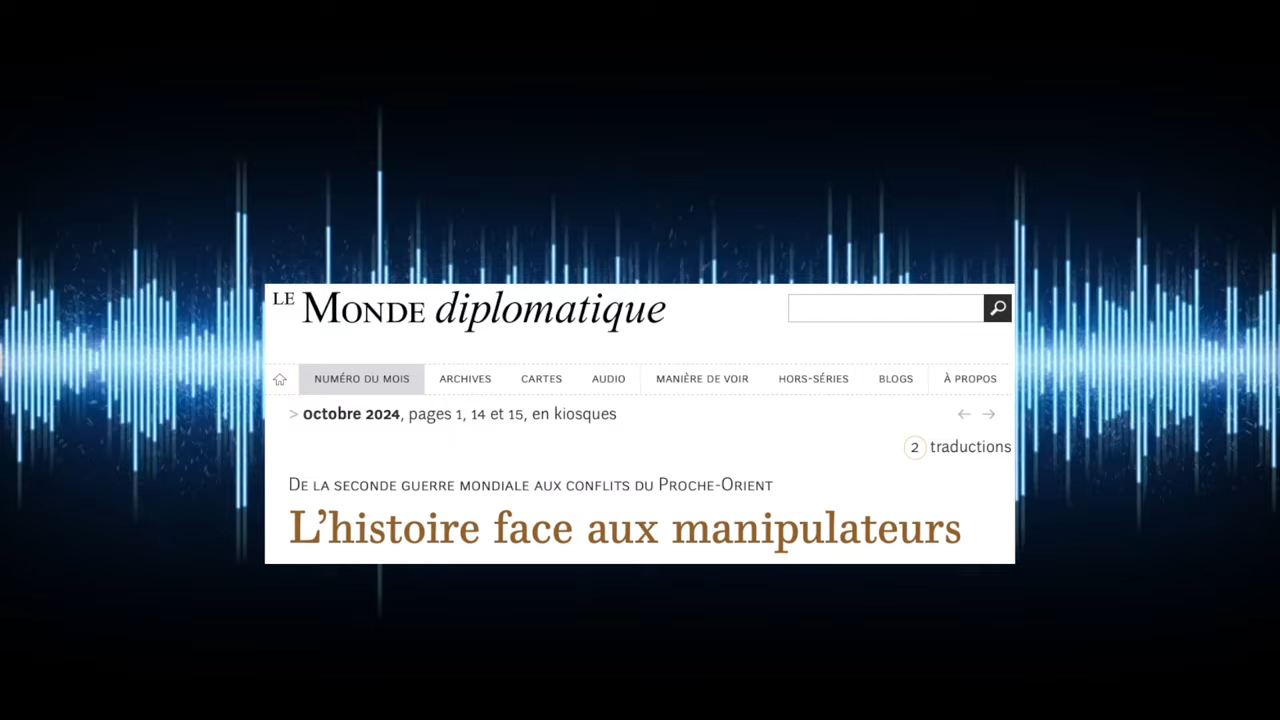 LE MONDE diplomatique
NUMÉRO DU MOIS ARCHIVES CARTES AUDIO MANIÈRE DE VOIR HORS-SÉRIES BLOGS À PROPOS
> octobre 2024, pages 1, 14 et 15, en kiosques
2 traductions
De la seconde guerre mondiale aux conflits du Proche-Orient
L’histoire face aux manipulateurs